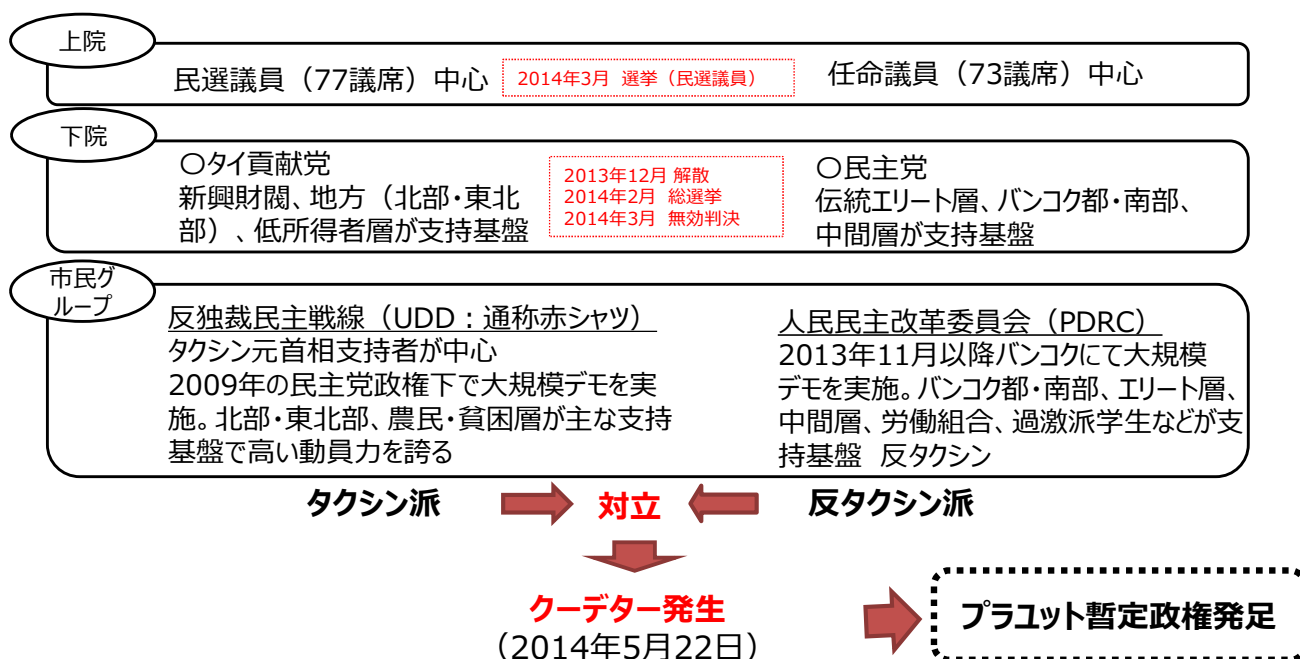 上院
民選議員（77議席）中心
2014年3月 選挙（民選議員）
任命議員（73議席）中心
下院
○タイ貢献党
新興財閥、地方（北部・東北
部）、低所得者層が支持基盤
2013年12月 解散
2014年2月 総選挙
2014年3月 無効判決
○民主党
伝統エリート層、バンコク都・南部、
中間層が支持基盤
市民グ
ループ
反独裁民主戦線（UDD：通称赤シャツ）
タクシン元首相支持者が中心
2009年の民主党政権下で大規模デモを実
施。北部・東北部、農民・貧困層が主な支持
基盤で高い動員力を誇る
人民民主改革委員会（PDRC）
2013年11月以降バンコクにて大規模
デモを実施。バンコク都・南部、エリート層、
中間層、労働組合、過激派学生などが支
持基盤 反タクシン
タクシン派
対立
反タクシン派
クーデター発生
（2014年5月22日）
プラユット暫定政権発足